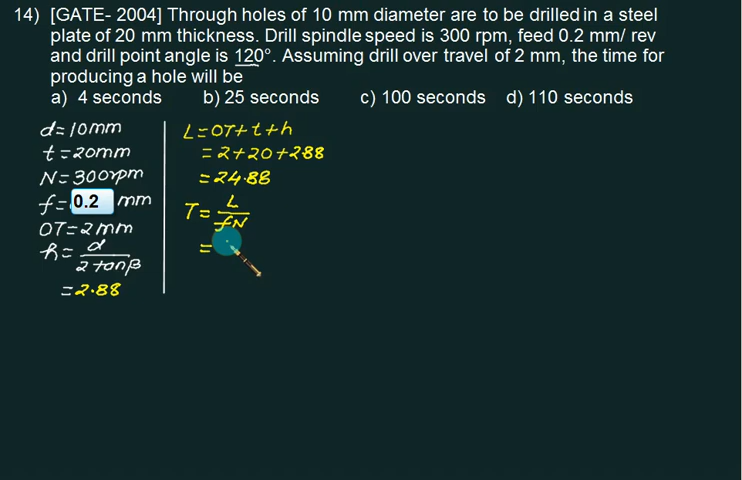 14) [GATE- 2004] Through holes of 10 mm diameter are to be drilled in a steel
plate of 20 mm thickness. Drill spindle speed is 300 rpm, feed 0.2 mm/ rev
and drill point angle is 120°. Assuming drill over travel of 2 mm, the time for
producing a hole will be
a) 4 seconds b) 25 seconds c) 100 seconds d) 110 seconds
d=10mm
t=20mm
N=300rpm
f=0.2 mm
OT=2mm
h=d/2 tanβ
=2.88
L=OT+t+h
=2+20+2.88
=24.88
T=L/fN
=